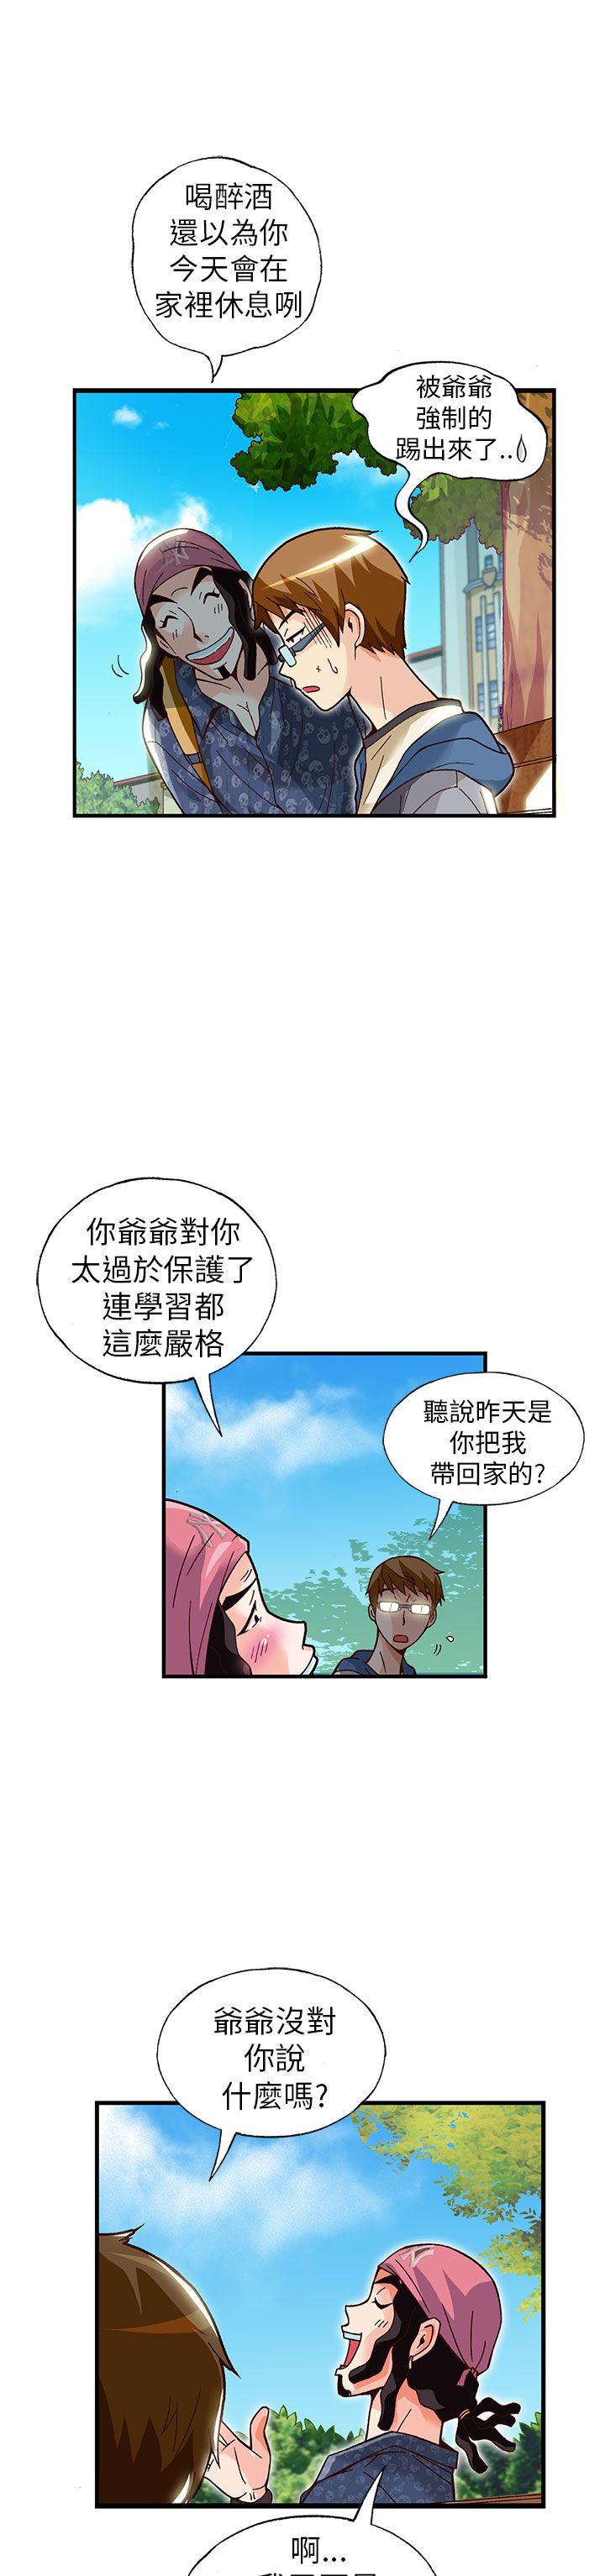 喝醉酒
還以為你
今天會在
家裡休息咧
被爺爺
強制的
踢出來了..
你爺爺對你
太過於保護了
連學習都
這麼嚴格
聽說昨天是
你把我
帶回家的?
爺爺沒對
你說
什麼嗎?
啊...